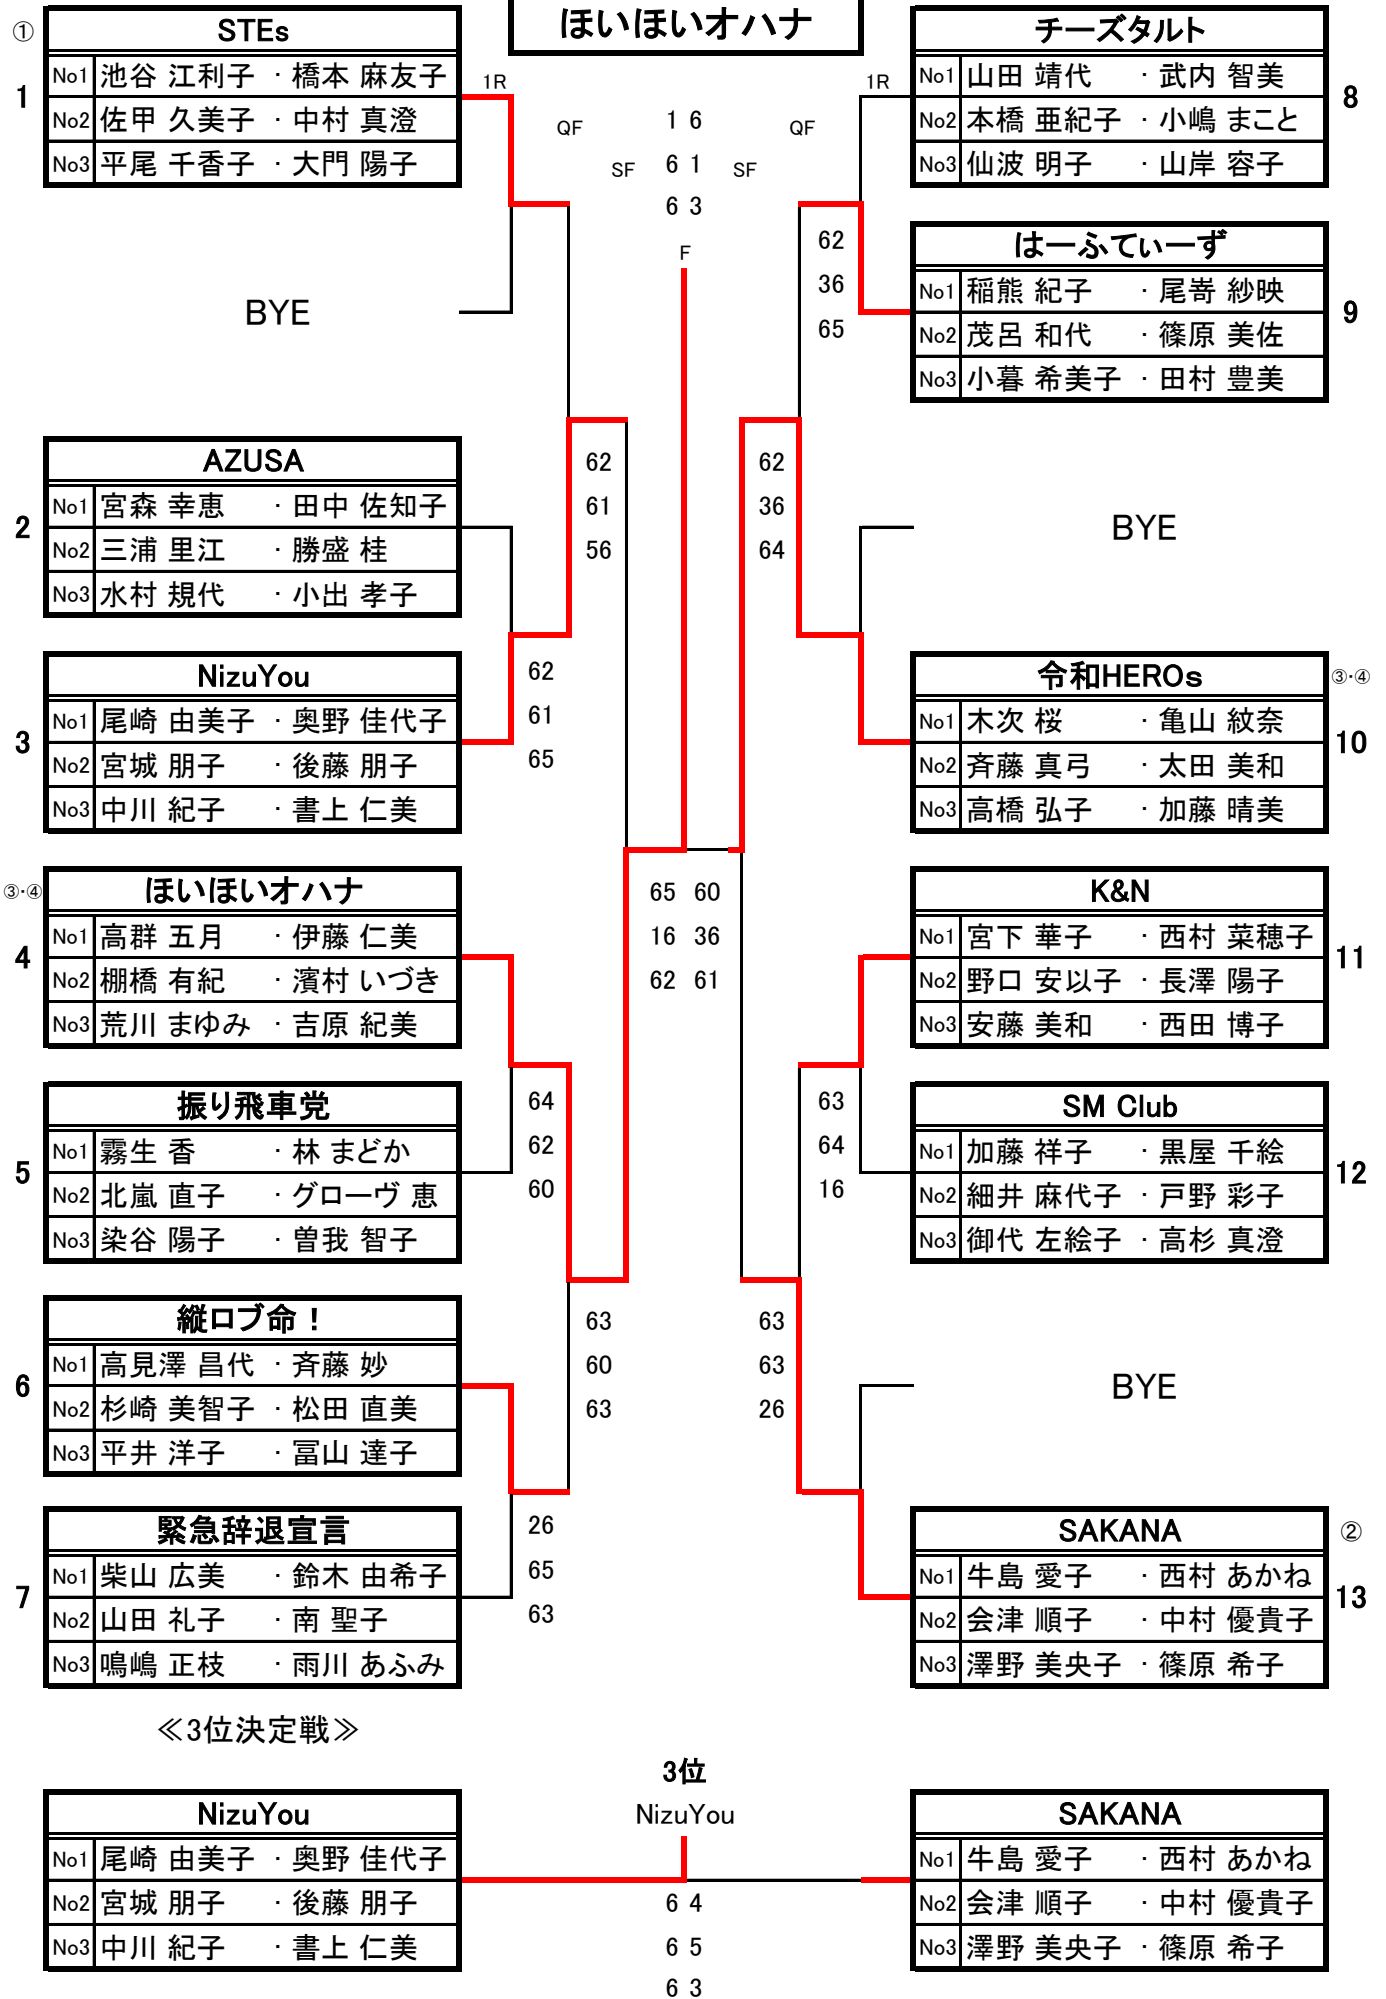 ほいほいオハナ
①
STEs
1
No1 池谷 江利子 ・ 橋本 麻友子
No2 佐甲 久美子 ・ 中村 真澄
No3 平尾 千香子 ・ 大門 陽子
1R
QF
SF
1 6
6 1
6 3
F
BYE
AZUSA
2
No1 宮森 幸恵 ・ 田中 佐知子
No2 三浦 里江 ・ 勝盛 桂
No3 水村 規代 ・ 小出 孝子
62
61
56
NizuYou
3
No1 尾崎 由美子 ・ 奥野 佳代子
No2 宮城 朋子 ・ 後藤 朋子
No3 中川 紀子 ・ 書上 仁美
62
61
65
③・④
ほいほいオハナ
4
No1 高群 五月 ・ 伊藤 仁美
No2 棚橋 有紀 ・ 濱村 いづき
No3 荒川 まゆみ ・ 吉原 紀美
65 60
16 36
62 61
振り飛車党
5
No1 霧生 香 ・ 林 まどか
No2 北嵐 直子 ・ グローヴ 恵
No3 染谷 陽子 ・ 曽我 智子
64
62
60
縦ロブ命！
6
No1 高見澤 昌代 ・ 斉藤 妙
No2 杉崎 美智子 ・ 松田 直美
No3 平井 洋子 ・ 冨山 達子
63
60
63
緊急辞退宣言
7
No1 柴山 広美 ・ 鈴木 由希子
No2 山田 礼子 ・ 南 聖子
No3 鳴嶋 正枝 ・ 雨川 あふみ
26
65
63
チーズタルト
8
No1 山田 靖代 ・ 武内 智美
No2 本橋 亜紀子 ・ 小嶋 まこと
No3 仙波 明子 ・ 山岸 容子
1R
QF
SF
はーふてぃーず
9
No1 稲熊 紀子 ・ 尾嵜 紗映
No2 茂呂 和代 ・ 篠原 美佐
No3 小暮 希美子 ・ 田村 豊美
62
36
65
BYE
62
36
64
令和HEROs
③・④
10
No1 木次 桜 ・ 亀山 紋奈
No2 斉藤 真弓 ・ 太田 美和
No3 高橋 弘子 ・ 加藤 晴美
K&N
11
No1 宮下 華子 ・ 西村 菜穂子
No2 野口 安以子 ・ 長澤 陽子
No3 安藤 美和 ・ 西田 博子
SM Club
12
No1 加藤 祥子 ・ 黒屋 千絵
No2 細井 麻代子 ・ 戸野 彩子
No3 御代 左絵子 ・ 高杉 真澄
63
64
16
BYE
63
63
26
SAKANA
②
13
No1 牛島 愛子 ・ 西村 あかね
No2 会津 順子 ・ 中村 優貴子
No3 澤野 美央子 ・ 篠原 希子
≪3位決定戦≫
3位
NizuYou
NizuYou
No1 尾崎 由美子 ・ 奥野 佳代子
No2 宮城 朋子 ・ 後藤 朋子
No3 中川 紀子 ・ 書上 仁美
6 4
6 5
6 3
SAKANA
No1 牛島 愛子 ・ 西村 あかね
No2 会津 順子 ・ 中村 優貴子
No3 澤野 美央子 ・ 篠原 希子